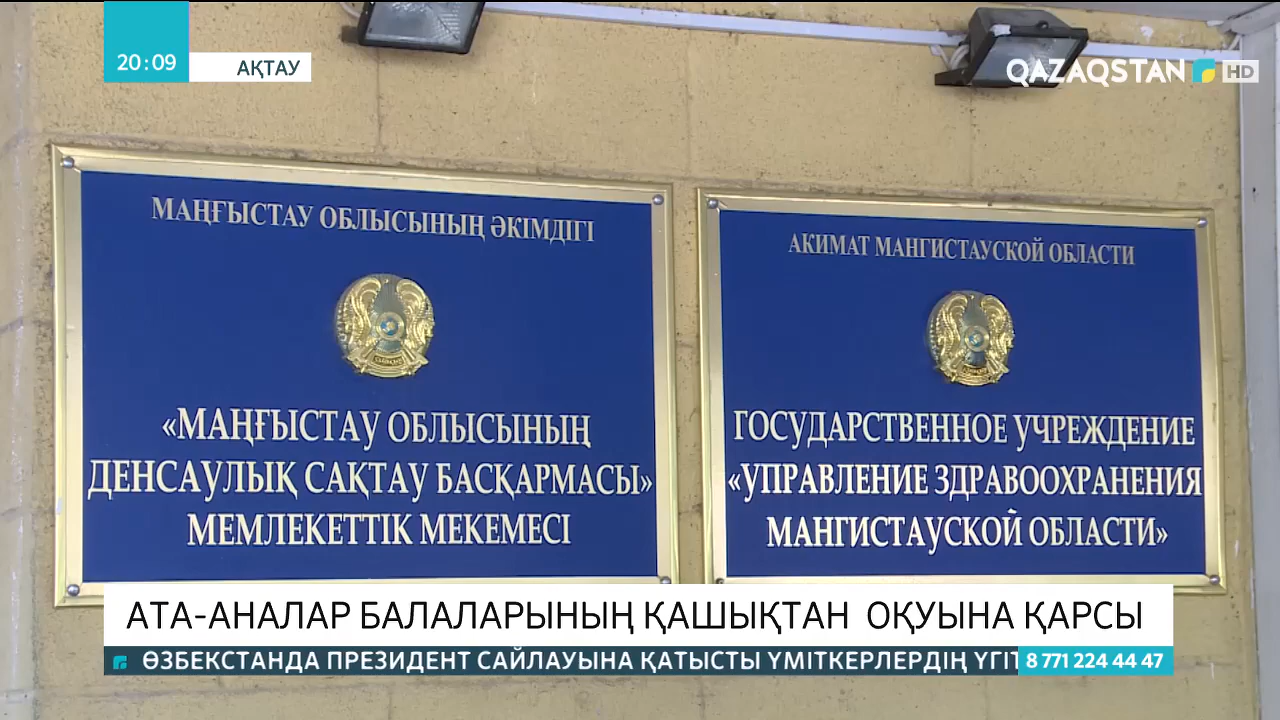 20:09
АҚТАУ
QAZAQSTAN HD
МАҢҒЫСТАУ ОБЛЫСЫНЫҢ ӘКІМДІГІ
«МАҢҒЫСТАУ ОБЛЫСЫНЫҢ
ДЕНСАУЛЫҚ САҚТАУ БАСҚАРМАСЫ»
МЕМЛЕКЕТТІК МЕКЕМЕСІ
АКИМАТ МАНГИСТАУСКОЙ ОБЛАСТИ
ГОСУДАРСТВЕННОЕ УЧРЕЖДЕНИЕ
«УПРАВЛЕНИЕ ЗДРАВООХРАНЕНИЯ
МАНГИСТАУСКОЙ ОБЛАСТИ»
АТА-АНАЛАР БАЛАЛАРЫНЫҢ ҚАШЫҚТАН ОҚУЫНА ҚАРСЫ
ӨЗБЕКСТАНДА ПРЕЗИДЕНТ САЙЛАУЫНА ҚАТЫСТЫ ҮМІТКЕРЛЕРДІҢ ҮГІТ
8 771 224 44 47